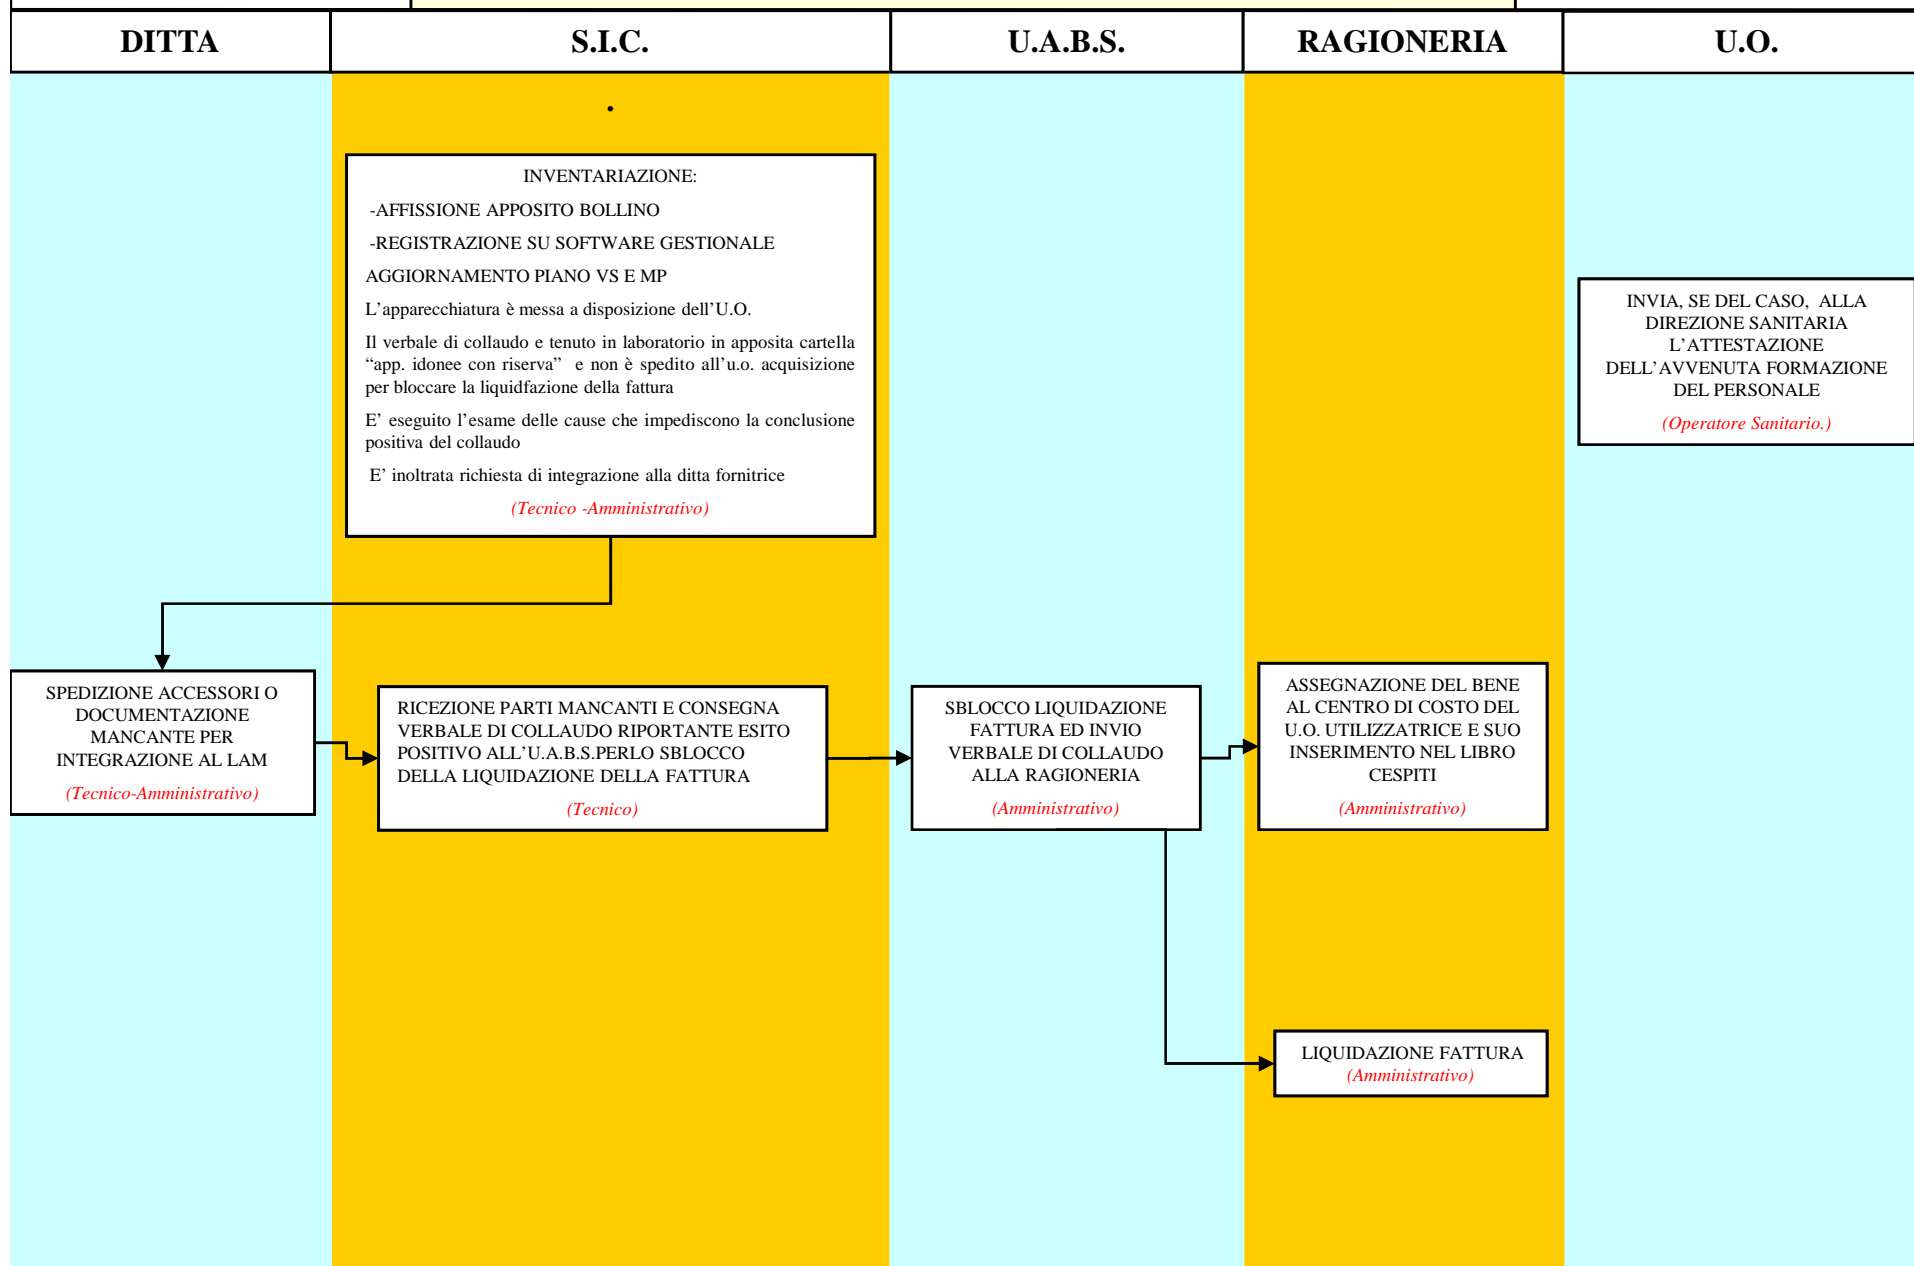 DITTA
S.I.C.
U.A.B.S.
RAGIONERIA
U.O.
.
INVENTARIAZIONE:
-AFFISSIONE APPOSITO BOLLINO
-REGISTRAZIONE SU SOFTWARE GESTIONALE
AGGIORNAMENTO PIANO VS E MP
L’apparecchiatura è messa a disposizione dell’U.O.
Il verbale di collaudo e tenuto in laboratorio in apposita cartella
“app. idonee con riserva” e non è spedito all’u.o. acquisizione
per bloccare la liquidfazione della fattura
E’ eseguito l’esame delle cause che impediscono la conclusione
positiva del collaudo
E’ inoltrata richiesta di integrazione alla ditta fornitrice
(Tecnico -Amministrativo)
INVIA, SE DEL CASO, ALLA
DIREZIONE SANITARIA
L’ATTESTAZIONE
DELL’AVVENUTA FORMAZIONE
DEL PERSONALE
(Operatore Sanitario.)
SPEDIZIONE ACCESSORI O
DOCUMENTAZIONE
MANCANTE PER
INTEGRAZIONE AL LAM
(Tecnico-Amministrativo)
RICEZIONE PARTI MANCANTI E CONSEGNA
VERBALE DI COLLAUDO RIPORTANTE ESITO
POSITIVO ALL’U.A.B.S.PERLO SBLOCCO
DELLA LIQUIDAZIONE DELLA FATTURA
(Tecnico)
SBLOCCO LIQUIDAZIONE
FATTURA ED INVIO
VERBALE DI COLLAUDO
ALLA RAGIONERIA
(Amministrativo)
ASSEGNAZIONE DEL BENE
AL CENTRO DI COSTO DEL
U.O. UTILIZZATRICE E SUO
INSERIMENTO NEL LIBRO
CESPITI
(Amministrativo)
LIQUIDAZIONE FATTURA
(Amministrativo)